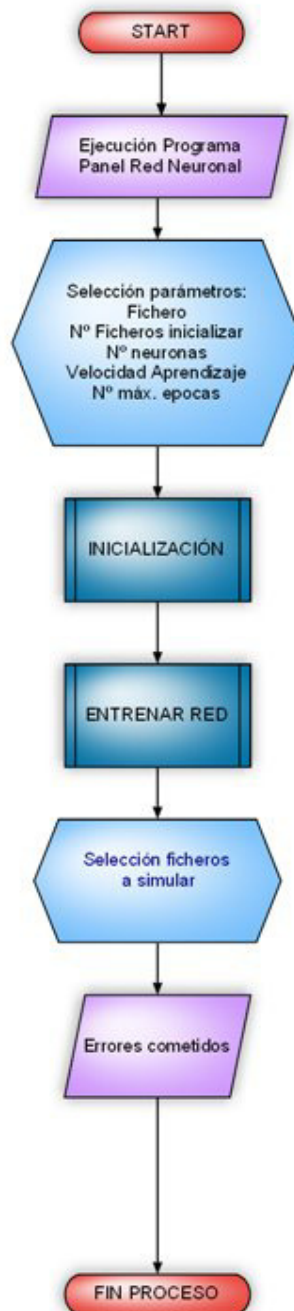 START
Ejecución Programa
Panel Red Neuronal
Selección parámetros:
Fichero
Nº Ficheros inicializar
Nº neuronas
Velocidad Aprendizaje
Nº máx. epocas
INICIALIZACIÓN
ENTRENAR RED
Selección ficheros
a simular
Errores cometidos
FIN PROCESO